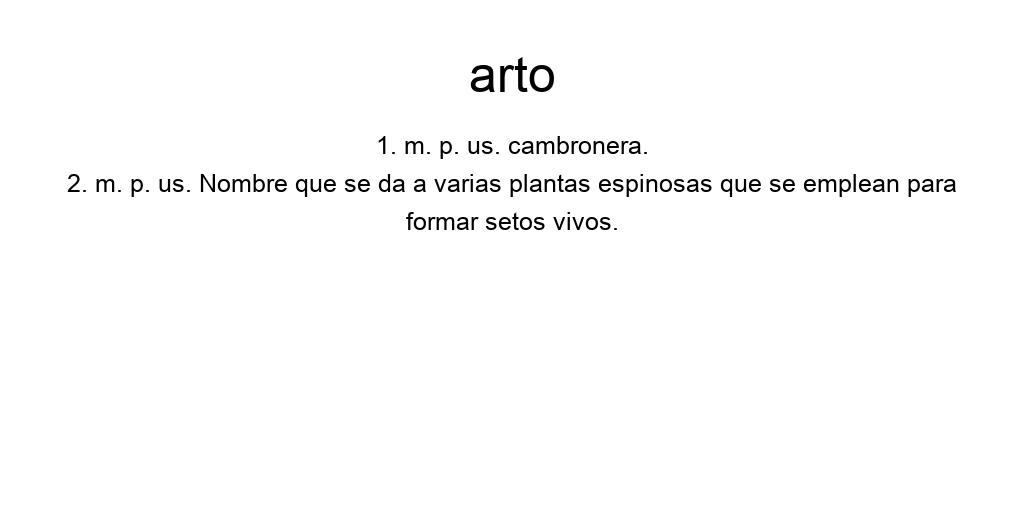 arto
1. m. p. us. cambronera.
2. m. p. us. Nombre que se da a varias plantas espinosas que se emplean para
formar setos vivos.